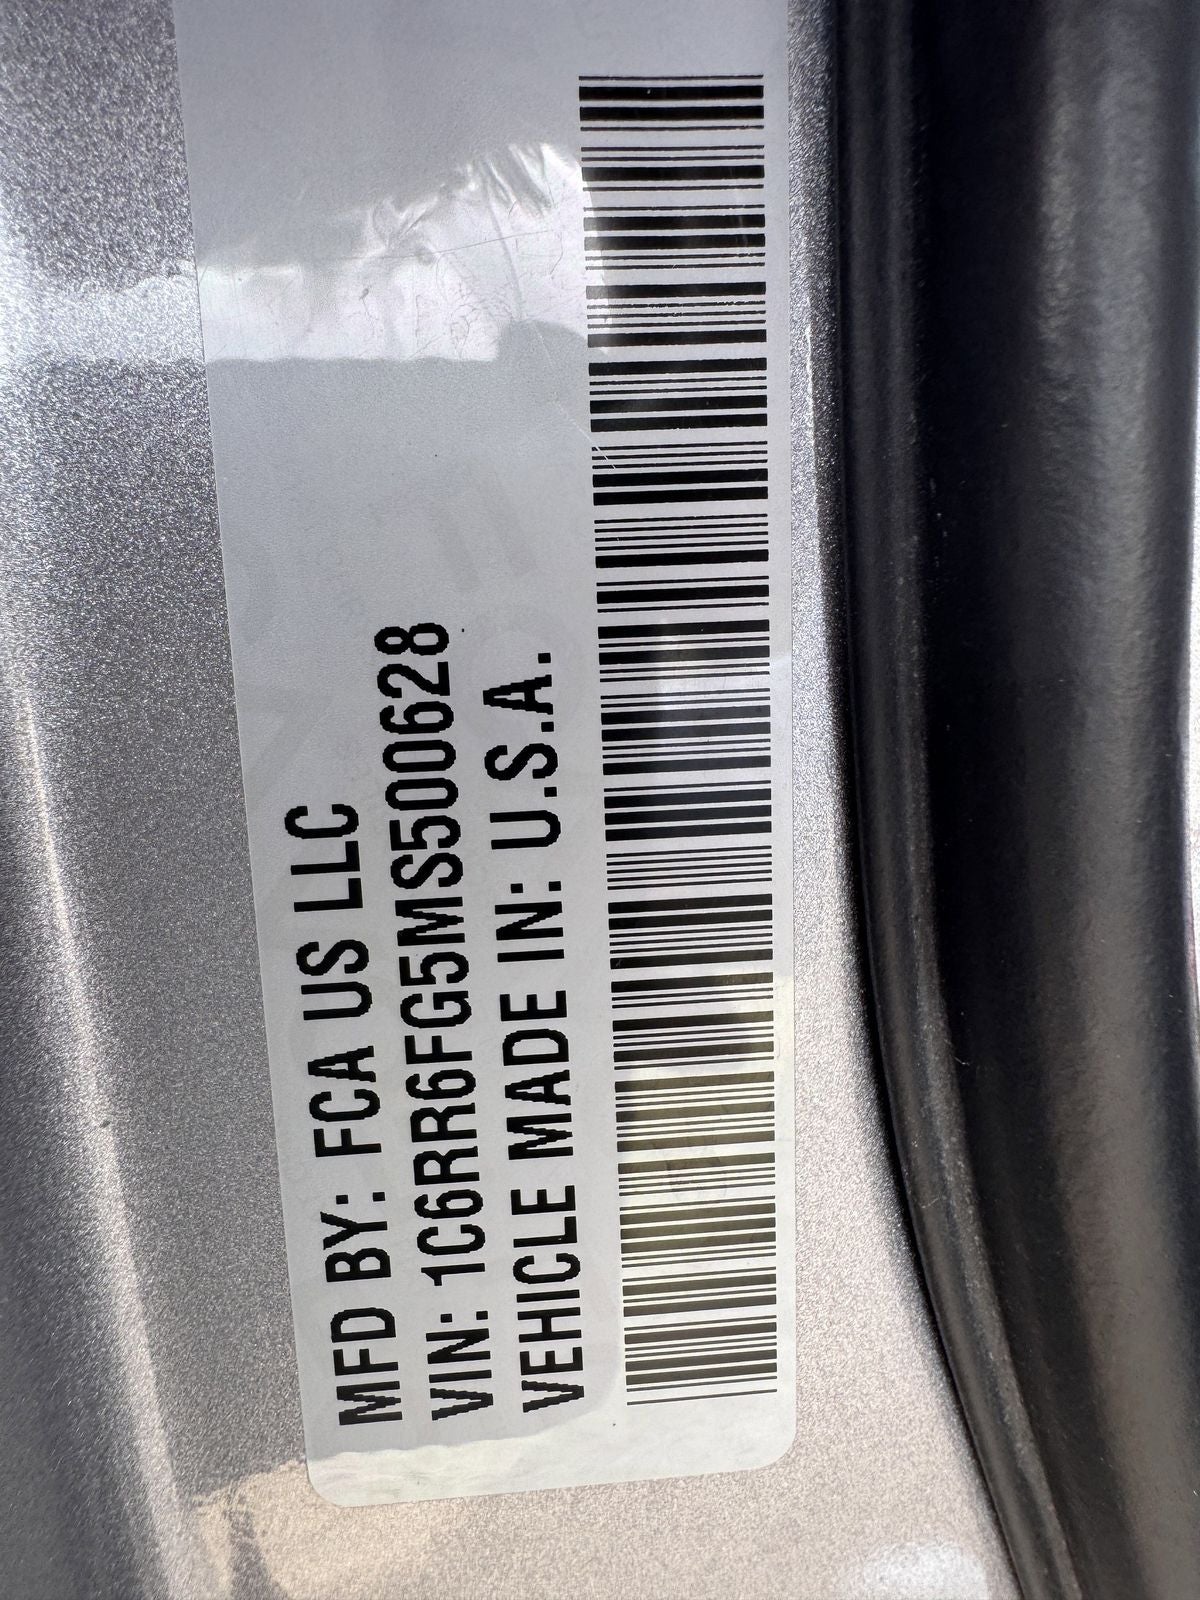 MFD BY: FCA US LLC
VIN: 1C6RR6FG5MS500628
VEHICLE MADE IN: U.S.A.